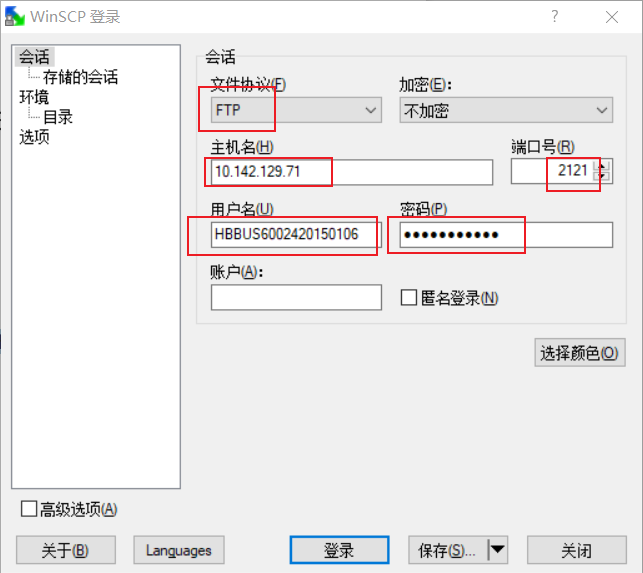 WinSCP 登录
会话
存储的会话
环境
目录
选项
会话
文件协议(F)
加密(E):
FTP
不加密
主机名(H)
端口号(R)
10.142.129.71
2121
用户名(U)
密码(P)
HBBUS6002420150106
●●●●●●●●●●●
账户(A):
匿名登录(N)
选择颜色(O)
高级选项(A)
关于(B)
Languages
登录
保存(S)...
关闭